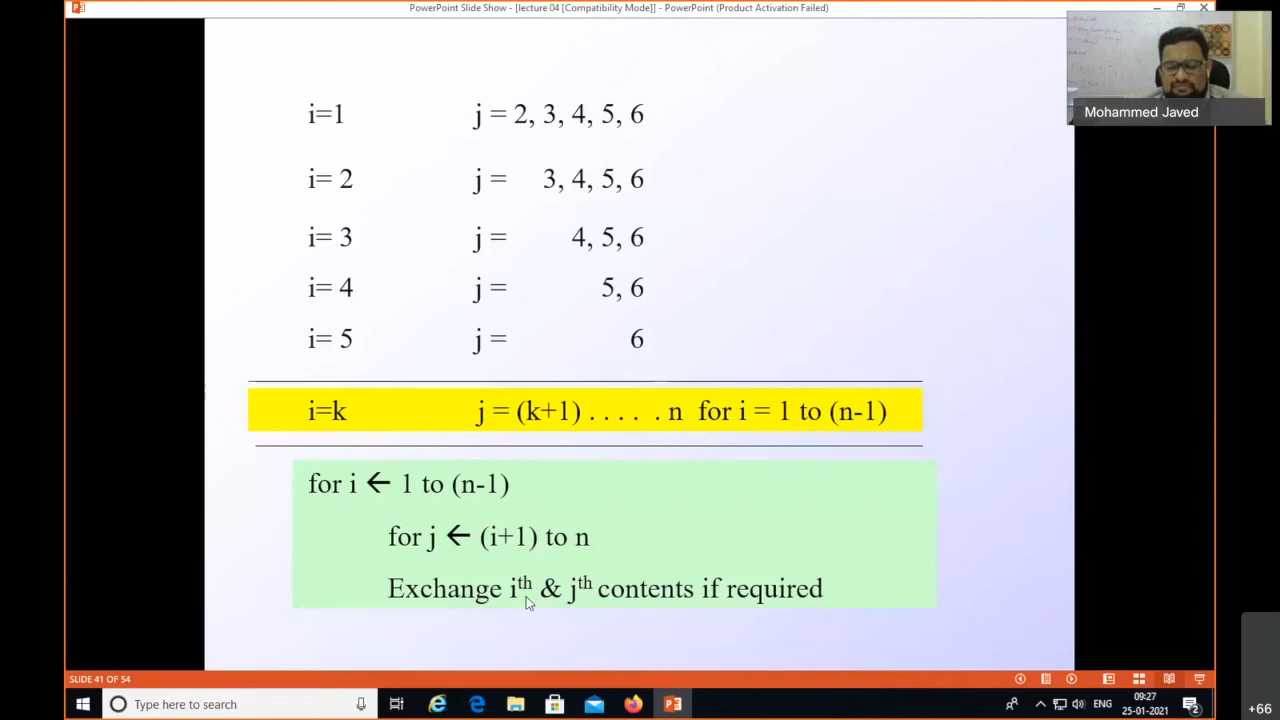 PowerPoint Slide Show - [lecture 04 [Compatibility Mode]] - PowerPoint (Product Activation Failed)
Mohammed Javed
i=1 j = 2, 3, 4, 5, 6
i= 2 j = 3, 4, 5, 6
i= 3 j = 4, 5, 6
i= 4 j = 5, 6
i= 5 j = 6
i=k j = (k+1) . . . . . n for i = 1 to (n-1)
for i ← 1 to (n-1)
for j ← (i+1) to n
Exchange ith & jth contents if required
SLIDE 41 OF 54
Type here to search
ENG
09:27
25-01-2021
2
+66